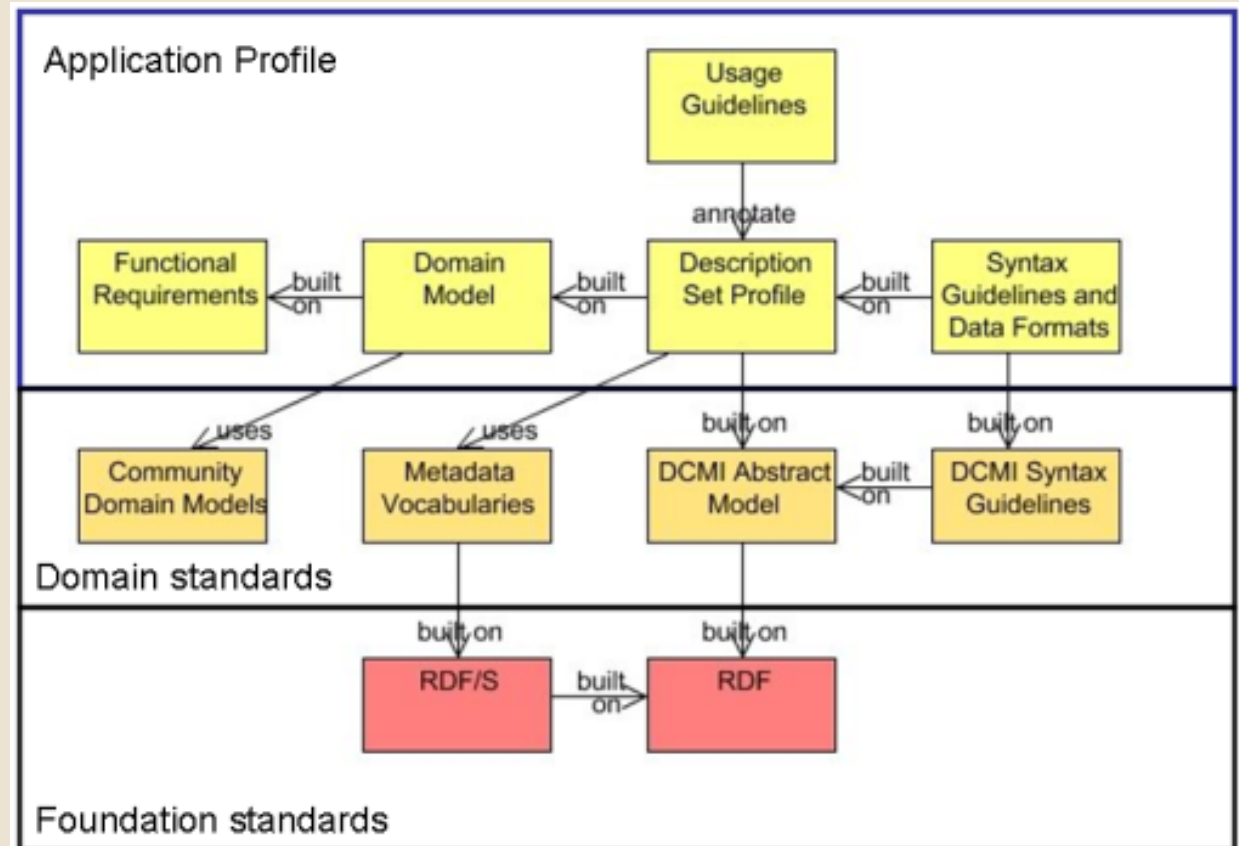 Application Profile
Usage
Guidelines
annotate
Functional
Requirements
built
on
Domain
Model
built
on
Description
Set Profile
built
on
Syntax
Guidelines and
Data Formats
uses
uses
built on
built on
Community
Domain Models
Metadata
Vocabularies
DCMI Abstract
Model
built
on
DCMI Syntax
Guidelines
Domain standards
built on
built on
RDF/S
built
on
RDF
Foundation standards